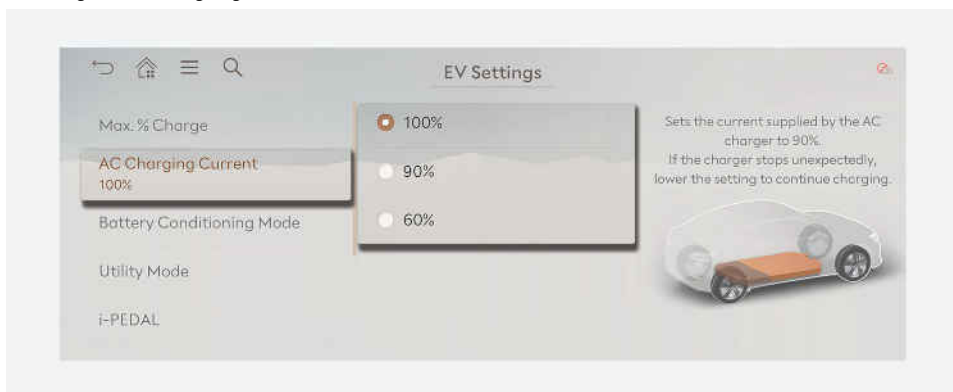 EV Settings
Max. % Charge
AC Charging Current
100%
Battery Conditioning Mode
Utility Mode
i-PEDAL
100%
90%
60%
Sets the current supplied by the AC
charger to 90%.
If the charger stops unexpectedly,
lower the setting to continue charging.